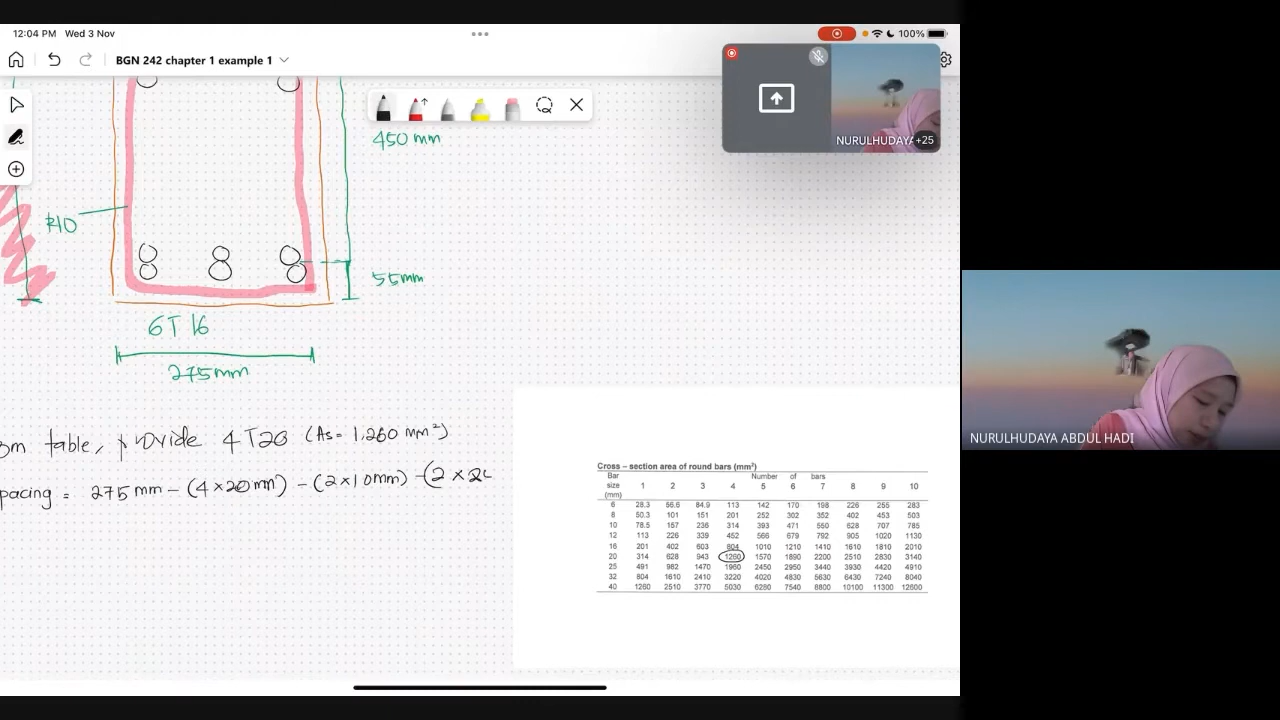 12:04 PM Wed 3 Nov
100%
BGN 242 chapter 1 example 1
NURULHUDAYA
+25
450 mm
R10
55mm
6T 16
275mm
table, provide 4T20 (As = 1,260 mm²)
pacing = 275mm - (4×20mm) - (2×10mm) - (2×
NURULHUDAYA ABDUL HADI
Cross – section area of round bars (mm²)
Bar size (mm) Number of bars
1 2 3 4 5 6 7 8 9 10
6 28.3 56.6 84.9 113 142 170 198 226 255 283
8 50.3 101 151 201 252 302 352 402 453 503
10 78.5 157 236 314 393 471 550 628 707 785
12 113 226 339 452 566 679 792 905 1020 1130
16 201 402 603 804 1010 1210 1410 1610 1810 2010
20 314 628 943 1260 1570 1890 2200 2510 2830 3140
25 491 982 1470 1960 2450 2950 3440 3930 4420 4910
32 804 1610 2410 3220 4020 4830 5630 6430 7240 8040
40 1260 2510 3770 5030 6280 7540 8800 10100 11300 12600